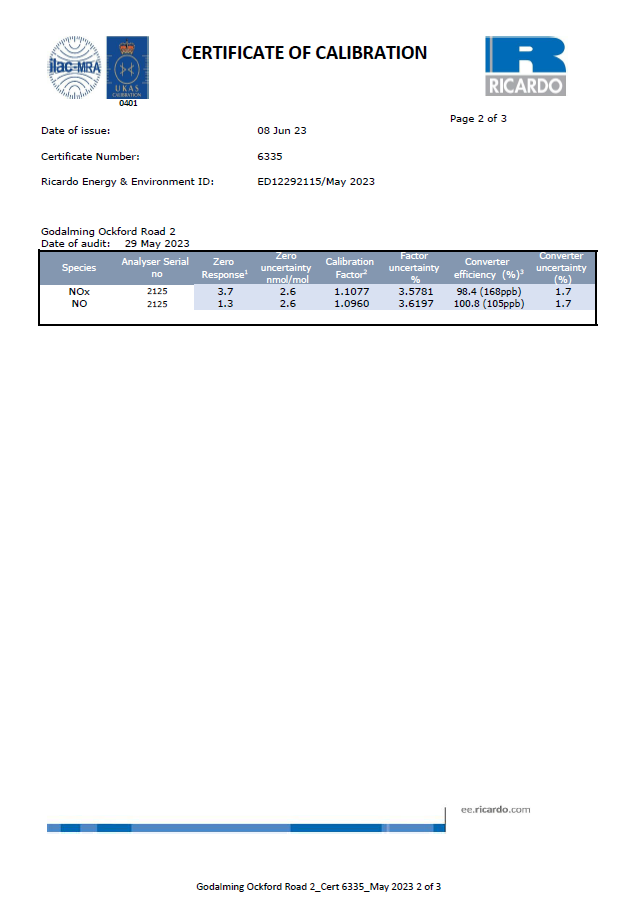 CERTIFICATE OF CALIBRATION
ilac-MRA
UKAS
CALIBRATION
0401
RICARDO
Page 2 of 3
Date of issue: 08 Jun 23
Certificate Number: 6335
Ricardo Energy & Environment ID: ED12292115/May 2023
Godalming Ockford Road 2
Date of audit: 29 May 2023
Species Analyser Serial no Zero Response¹ Zero uncertainty nmol/mol Calibration Factor² Factor uncertainty % Converter efficiency (%)³ Converter uncertainty (%)
NOx 2125 3.7 2.6 1.1077 3.5781 98.4 (168ppb) 1.7
NO 2125 1.3 2.6 1.0960 3.6197 100.8 (105ppb) 1.7
ee.ricardo.com
Godalming Ockford Road 2_Cert 6335_May 2023 2 of 3